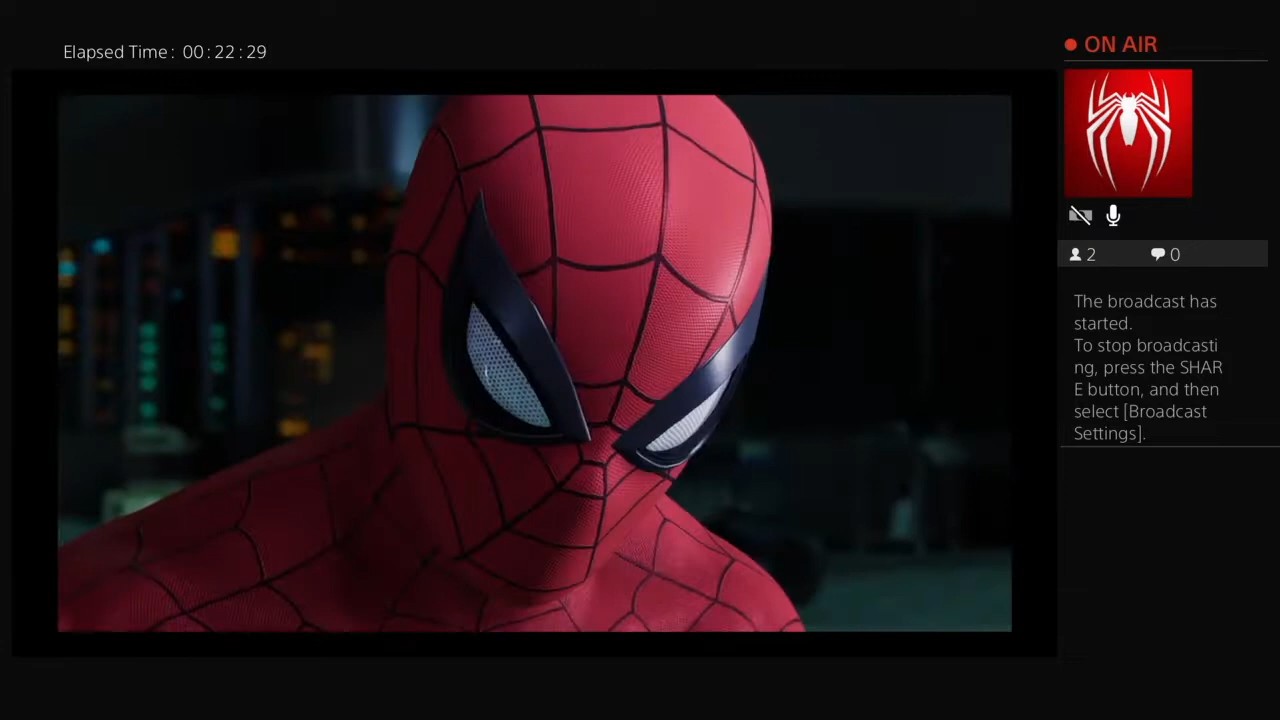 Elapsed Time: 00:22:29
ON AIR
2 0
The broadcast has
started.
To stop broadcasti
ng, press the SHAR
E button, and then
select [Broadcast
Settings].